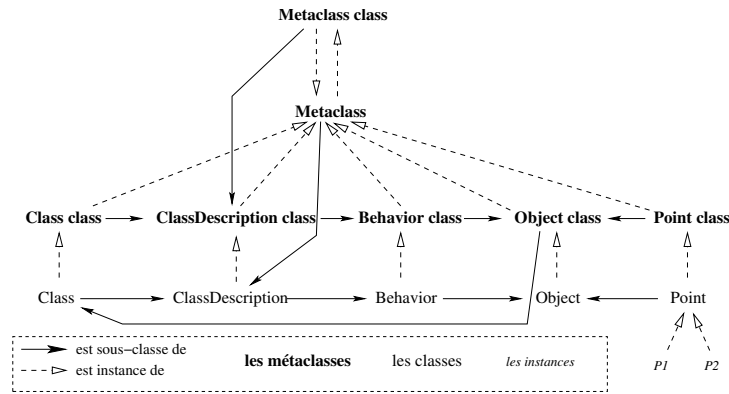 Metaclass class
Metaclass
Class class ClassDescription class Behavior class Object class Point class
Class ClassDescription Behavior Object Point
est sous-classe de les métaclasses les classes les instances P1 P2
est instance de